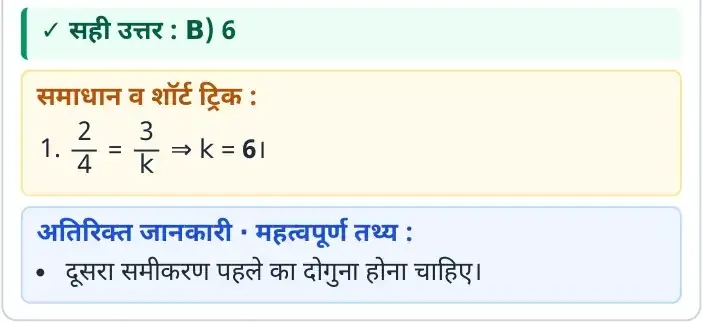 ✓ सही उत्तर : B) 6
समाधान व शॉर्ट ट्रिक :
1. 2/4 = 3/k ⇒ k = 6।
अतिरिक्त जानकारी · महत्वपूर्ण तथ्य :
• दूसरा समीकरण पहले का दोगुना होना चाहिए।